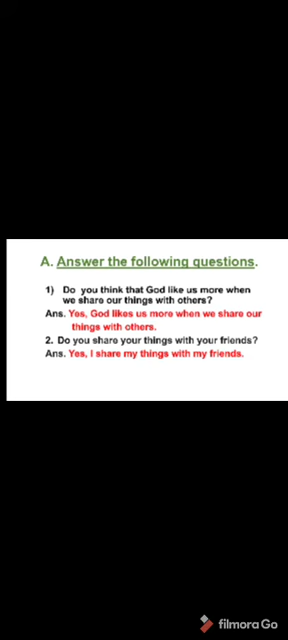 A. Answer the following questions.
1) Do you think that God like us more when
we share our things with others?
Ans. Yes, God likes us more when we share our
things with others.
2. Do you share your things with your friends?
Ans. Yes, I share my things with my friends.
filmora Go